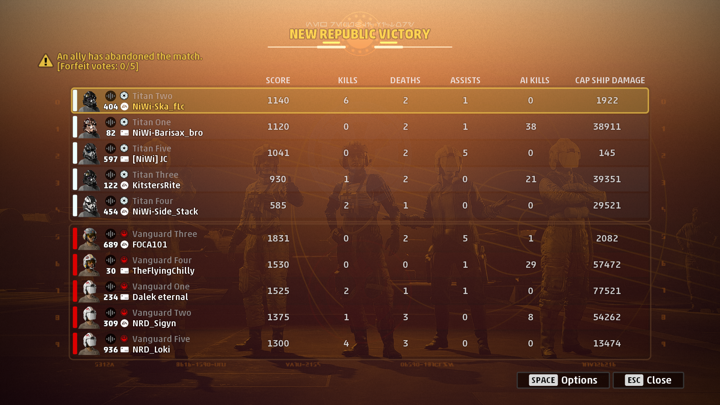 NEW REPUBLIC VICTORY
An ally has abandoned the match.
[Forfeit votes: 0/5]
SCORE KILLS DEATHS ASSISTS AI KILLS CAP SHIP DAMAGE
Titan Two
404 NiWi-Ska_fLc 1140 6 2 1 0 1922
Titan One
82 NiWi-Barisax_bro 1120 0 2 1 38 38911
Titan Five
597 [NiWi] JC 1041 0 2 5 0 145
Titan Three
122 KitstersRite 930 1 2 0 21 39351
Titan Four
454 NiWi-Side_Stack 585 2 1 0 0 29521
Vanguard Three
689 FOCA101 1831 0 2 5 1 2082
Vanguard Four
30 TheFlyingChilly 1530 0 0 1 29 57472
Vanguard One
234 Dalek eternal 1525 2 1 1 0 77521
Vanguard Two
309 NRD_Sigyn 1375 1 3 0 8 54262
Vanguard Five
936 NRD_Loki 1300 4 3 0 0 13474
SPACE Options ESC Close